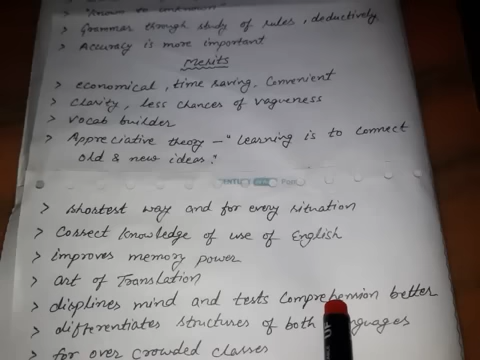 "Known to unknown"
> Grammar through study of rules, deductively
> Accuracy is more important
Merits
> economical, time saving, convenient
> clarity, less chances of vagueness
> vocab builder
> Appreciative theory – "Learning is to connect
old & new ideas."
> shortest way and for every situation
> correct knowledge of use of English
> improves memory power
> art of Translation
> displines mind and tests comprehension better
> differentiates structures of both languages
> for over crowded classes